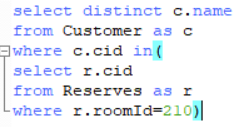 select distinct c.name
from Customer as c
where c.cid in(
select r.cid
from Reserves as r
where r.roomId=210)